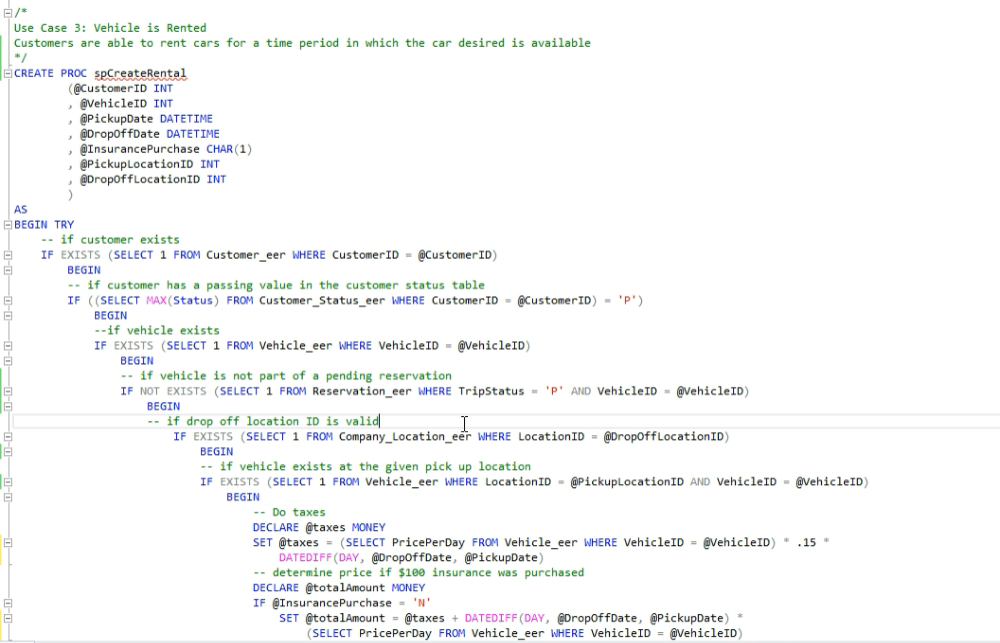 /*
Use Case 3: Vehicle is Rented
Customers are able to rent cars for a time period in which the car desired is available
*/
CREATE PROC spCreateRental
(@CustomerID INT
, @VehicleID INT
, @PickupDate DATETIME
, @DropOffDate DATETIME
, @InsurancePurchase CHAR(1)
, @PickupLocationID INT
, @DropOffLocationID INT
)
AS
BEGIN TRY
-- if customer exists
IF EXISTS (SELECT 1 FROM Customer_eer WHERE CustomerID = @CustomerID)
BEGIN
-- if customer has a passing value in the customer status table
IF ((SELECT MAX(Status) FROM Customer_Status_eer WHERE CustomerID = @CustomerID) = 'P')
BEGIN
--if vehicle exists
IF EXISTS (SELECT 1 FROM Vehicle_eer WHERE VehicleID = @VehicleID)
BEGIN
-- if vehicle is not part of a pending reservation
IF NOT EXISTS (SELECT 1 FROM Reservation_eer WHERE TripStatus = 'P' AND VehicleID = @VehicleID)
BEGIN
-- if drop off location ID is valid
IF EXISTS (SELECT 1 FROM Company_Location_eer WHERE LocationID = @DropOffLocationID)
BEGIN
-- if vehicle exists at the given pick up location
IF EXISTS (SELECT 1 FROM Vehicle_eer WHERE LocationID = @PickupLocationID AND VehicleID = @VehicleID)
BEGIN
-- Do taxes
DECLARE @taxes MONEY
SET @taxes = (SELECT PricePerDay FROM Vehicle_eer WHERE VehicleID = @VehicleID) * .15 *
DATEDIFF(DAY, @DropOffDate, @PickupDate)
-- determine price if $100 insurance was purchased
DECLARE @totalAmount MONEY
IF @InsurancePurchase = 'N'
SET @totalAmount = @taxes + DATEDIFF(DAY, @DropOffDate, @PickupDate) *
(SELECT PricePerDay FROM Vehicle_eer WHERE VehicleID = @VehicleID)